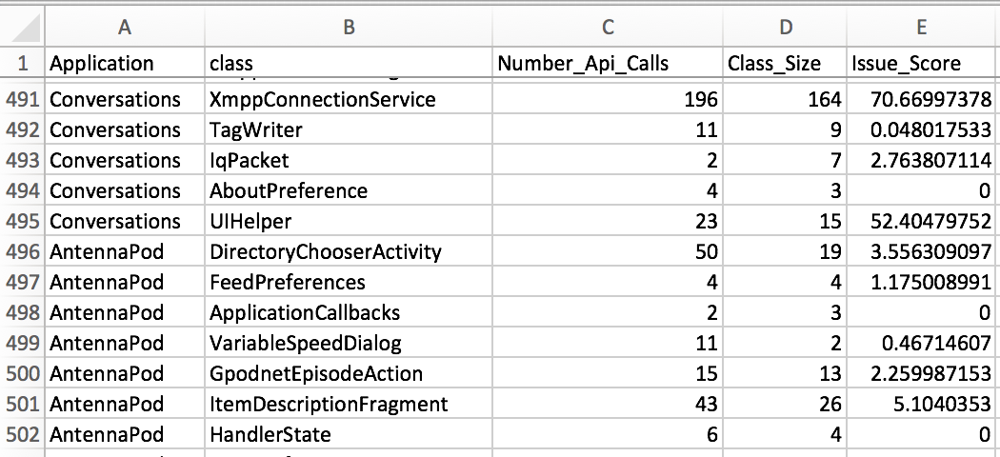 A B C D E
1 Application class Number_Api_Calls Class_Size Issue_Score
491 Conversations XmppConnectionService 196 164 70.66997378
492 Conversations TagWriter 11 9 0.048017533
493 Conversations IqPacket 2 7 2.763807114
494 Conversations AboutPreference 4 3 0
495 Conversations UIHelper 23 15 52.40479752
496 AntennaPod DirectoryChooserActivity 50 19 3.556309097
497 AntennaPod FeedPreferences 4 4 1.175008991
498 AntennaPod ApplicationCallbacks 2 3 0
499 AntennaPod VariableSpeedDialog 11 2 0.46714607
500 AntennaPod GpodnetEpisodeAction 15 13 2.259987153
501 AntennaPod ItemDescriptionFragment 43 26 5.1040353
502 AntennaPod HandlerState 6 4 0